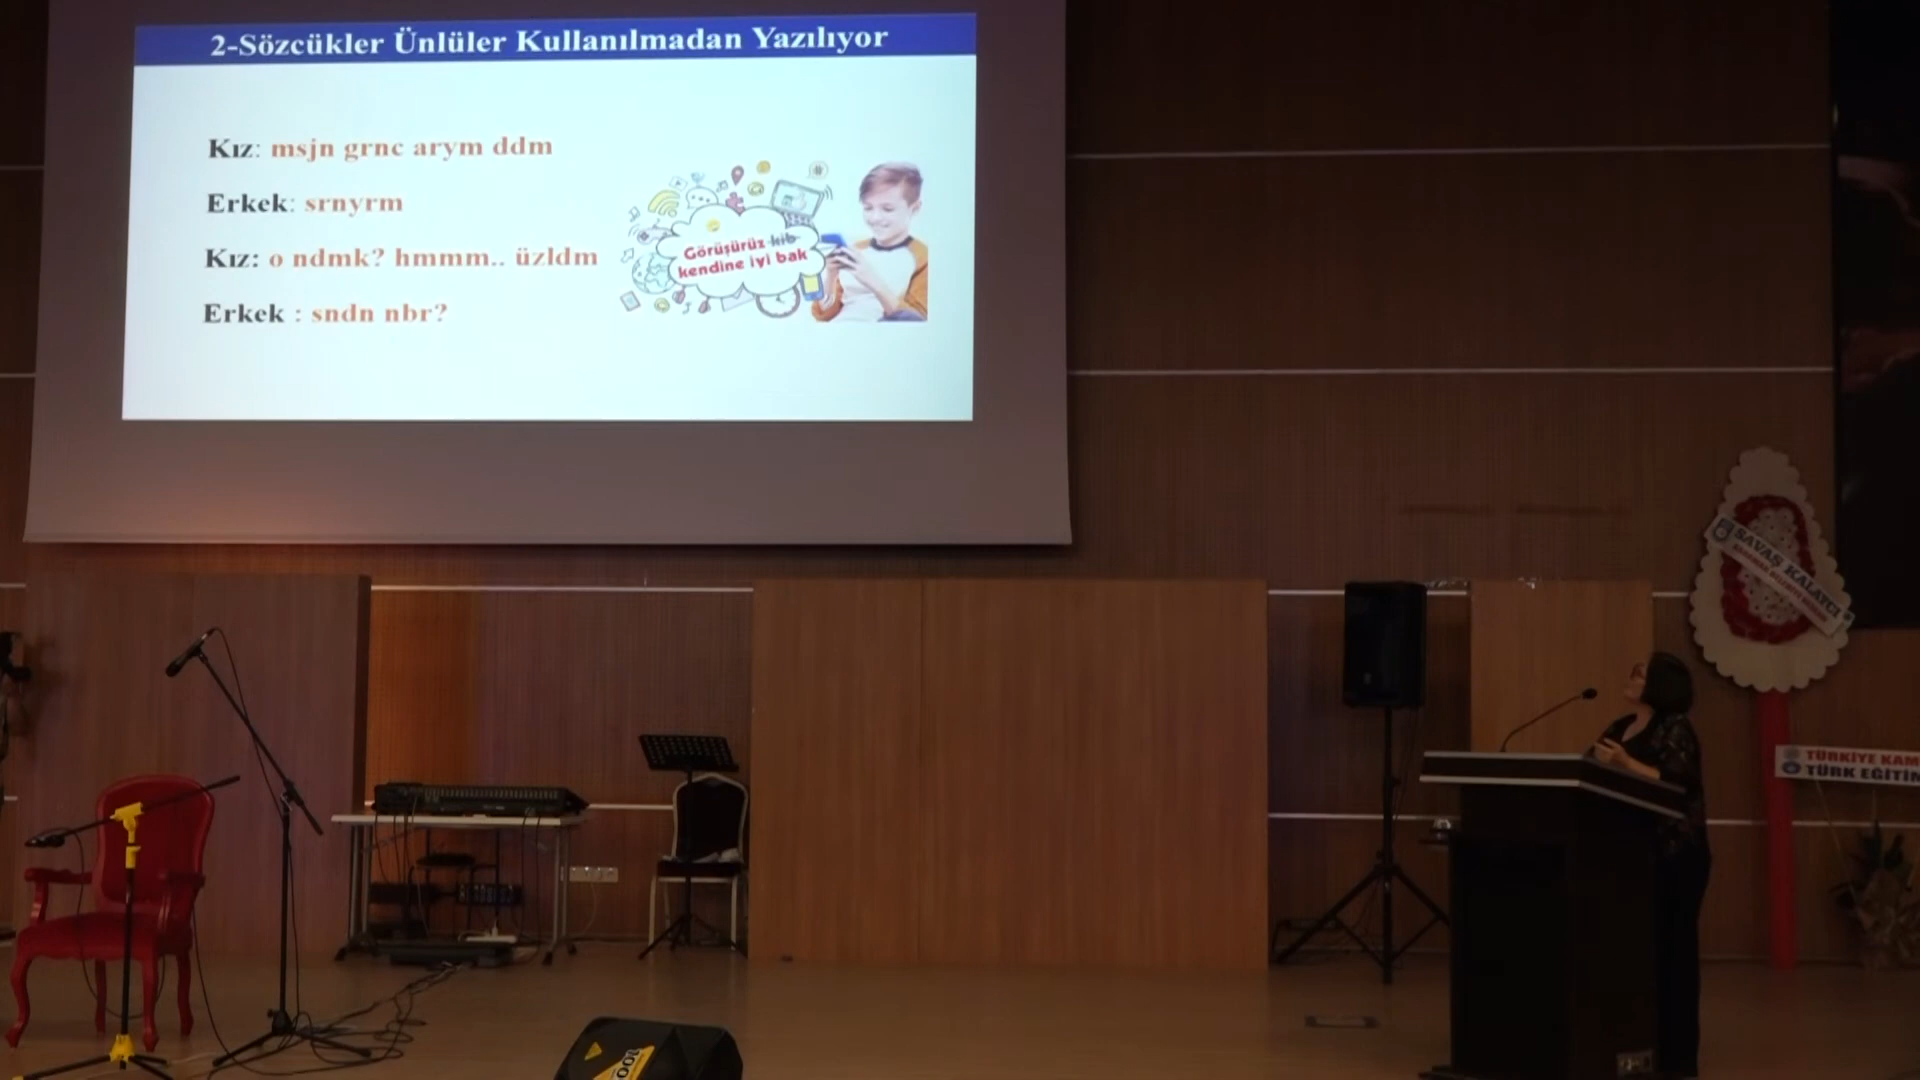 2-Sözcükler Ünlüler Kullanılmadan Yazılıyor
Kız: msjn grnc arym ddm
Erkek: srnyrm
Kız: o ndmk? hmmm.. üzldm
Erkek : sndn nbr?
Görüşürüz kib
kendine iyi bak
SAVAŞ KALAYCI
TÜRKİYE KAM
TÜRK EĞİTİM